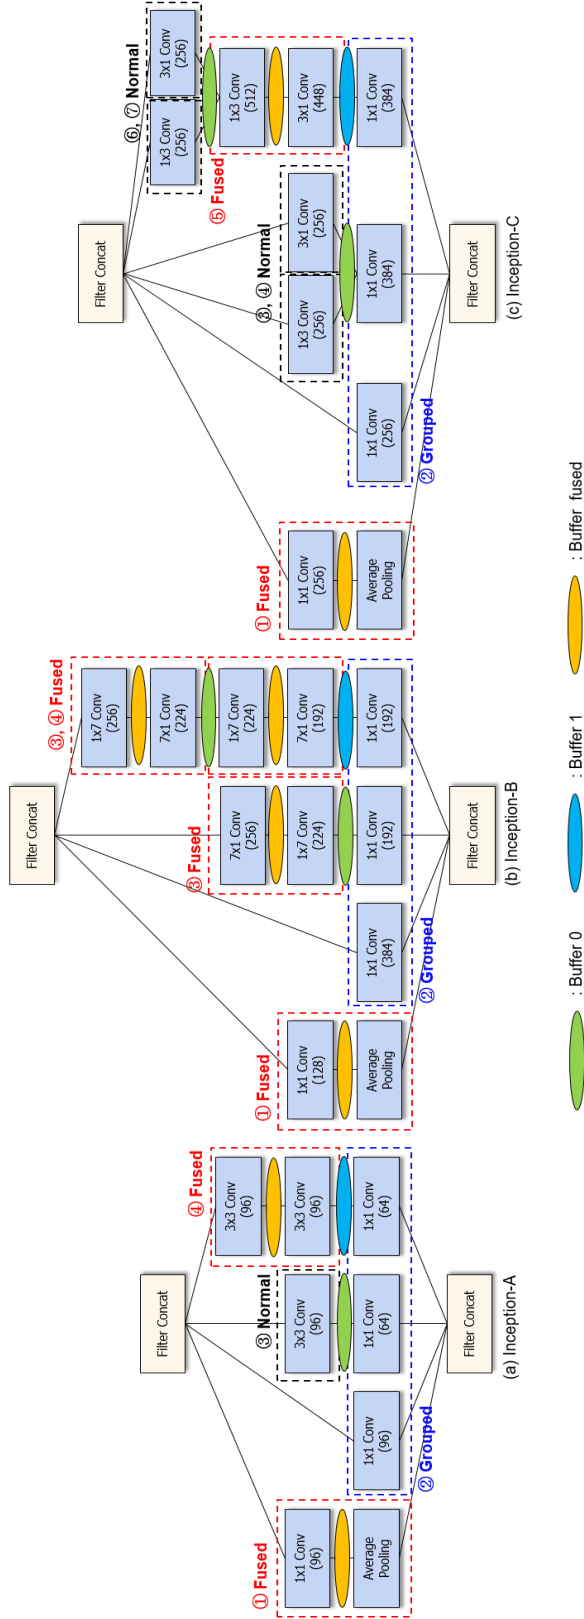 Filter Concat
④ Fused
3x3 Conv
(96)
③ Normal
① Fused
1x1 Conv
(96)
3x3 Conv
(96)
3x3 Conv
(96)
Average
Pooling
1x1 Conv
(96)
1x1 Conv
(64)
1x1 Conv
(64)
② Grouped
Filter Concat
(a) Inception-A
Filter Concat
③, ④ Fused
1x7 Conv
(256)
7x1 Conv
(224)
③ Fused
7x1 Conv
(256)
1x7 Conv
(224)
① Fused
1x1 Conv
(128)
1x7 Conv
(224)
7x1 Conv
(192)
Average
Pooling
1x1 Conv
(384)
1x1 Conv
(192)
1x1 Conv
(192)
② Grouped
Filter Concat
(b) Inception-B
Filter Concat
⑥, ⑦ Normal
1x3 Conv
(256)
3x1 Conv
(256)
⑤ Fused
1x3 Conv
(512)
③, ④ Normal
① Fused
1x1 Conv
(256)
1x3 Conv
(256)
3x1 Conv
(256)
3x1 Conv
(448)
Average
Pooling
1x1 Conv
(256)
1x1 Conv
(384)
1x1 Conv
(384)
② Grouped
Filter Concat
(c) Inception-C
: Buffer 0
: Buffer 1
: Buffer fused